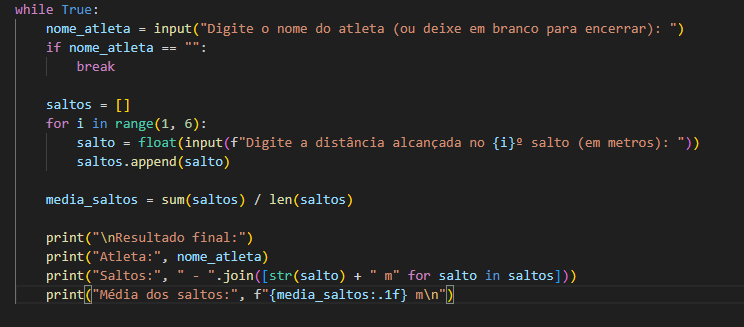 while True:
    nome_atleta = input("Digite o nome do atleta (ou deixe em branco para encerrar): ")
    if nome_atleta == "":
        break
    saltos = []
    for i in range(1, 6):
        salto = float(input(f"Digite a distância alcançada no {i}º salto (em metros): "))
        saltos.append(salto)
    media_saltos = sum(saltos) / len(saltos)
    print("\nResultado final:")
    print("Atleta:", nome_atleta)
    print("Saltos:", " - ".join([str(salto) + " m" for salto in saltos]))
    print("Média dos saltos:", f"{media_saltos:.1f} m\n")